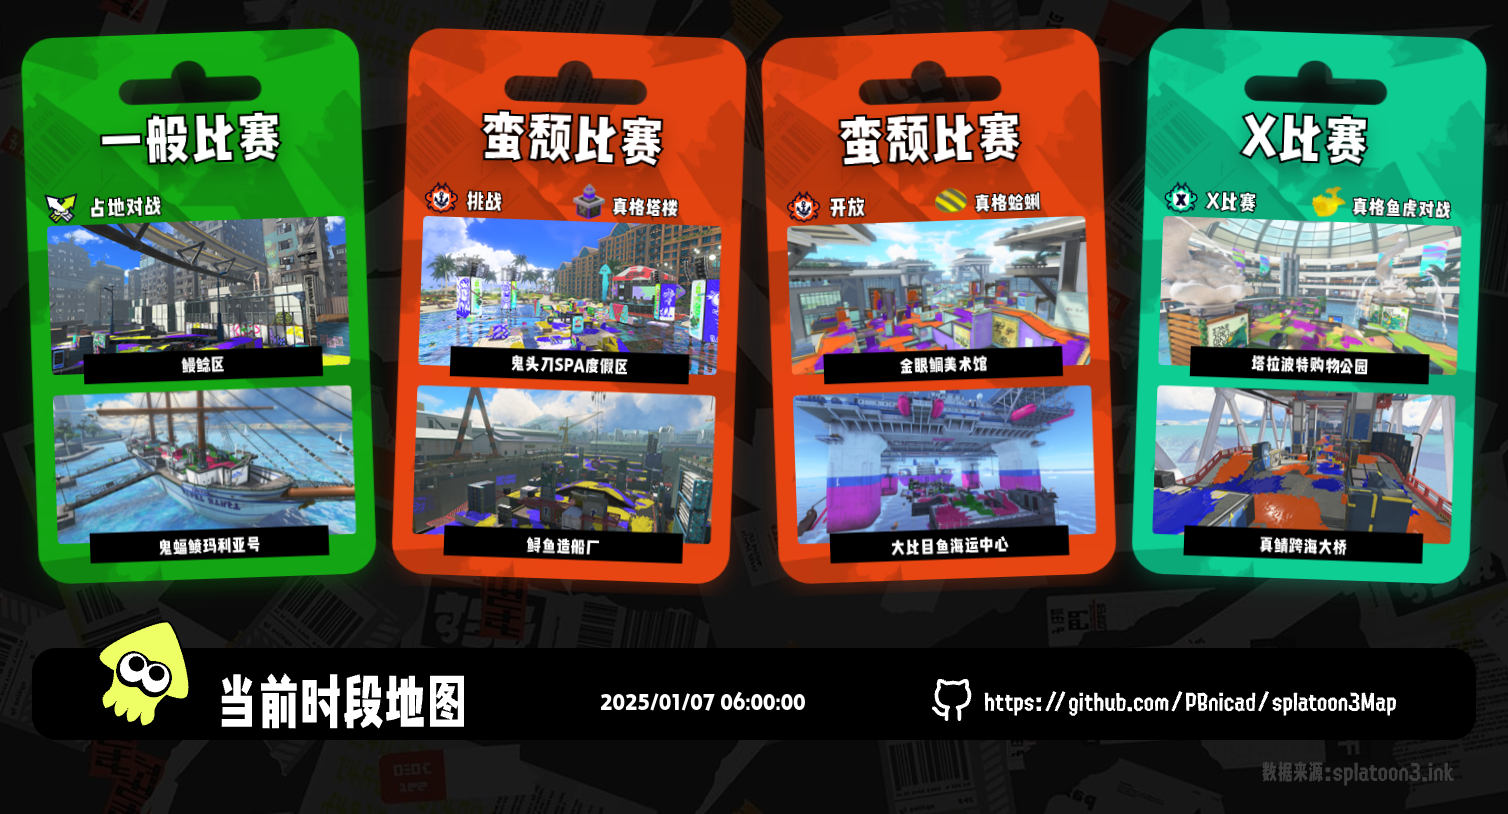 一般比赛
占地对战
鳗鲶区
鬼蝠鲼玛利亚号
蛮颓比赛
挑战 真格塔楼
鬼头刀SPA度假区
鲟鱼造船厂
蛮颓比赛
开放 真格蛤蜊
金眼鲷美术馆
大比目鱼海运中心
X比赛
X比赛 真格鱼虎对战
塔拉波特购物公园
真鲭跨海大桥
当前时段地图
2025/01/07 06:00:00
https://github.com/PBnicad/splatoon3Map
数据来源:splatoon3.ink